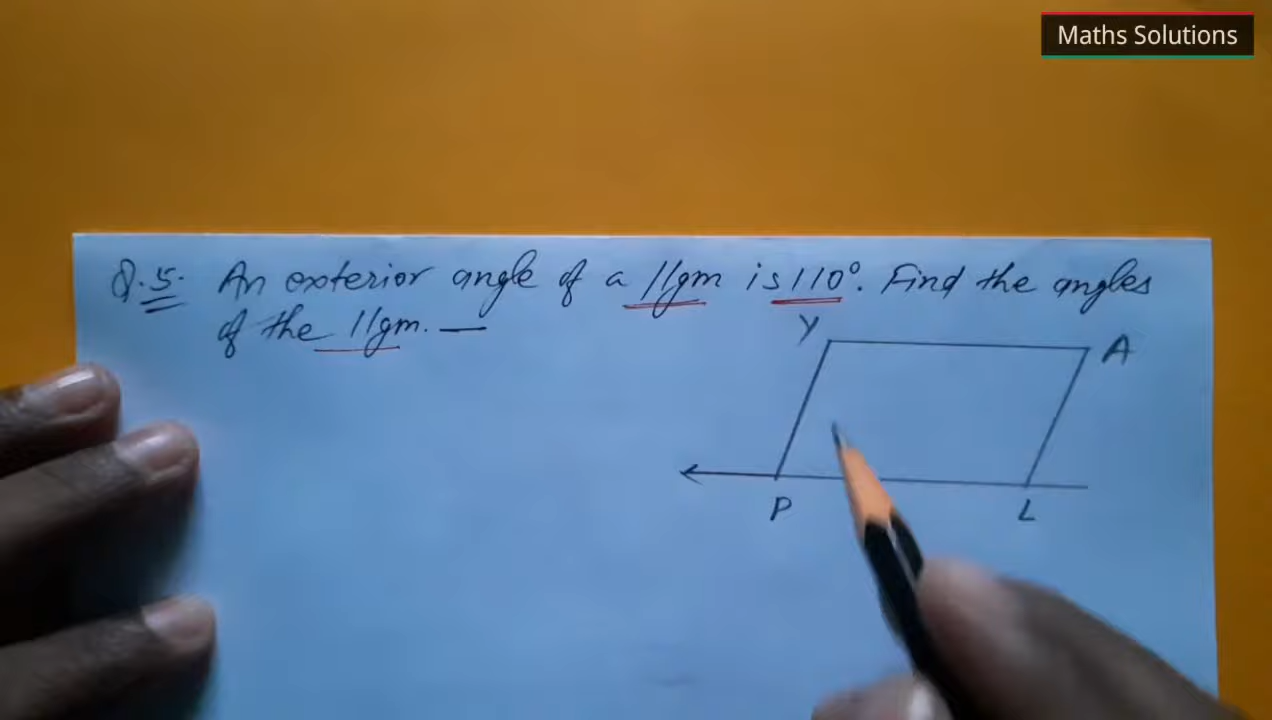 Maths Solutions
Q.5. An exterior angle of a ||gm is 110°. Find the angles
of the ||gm. —
Y
A
P
L